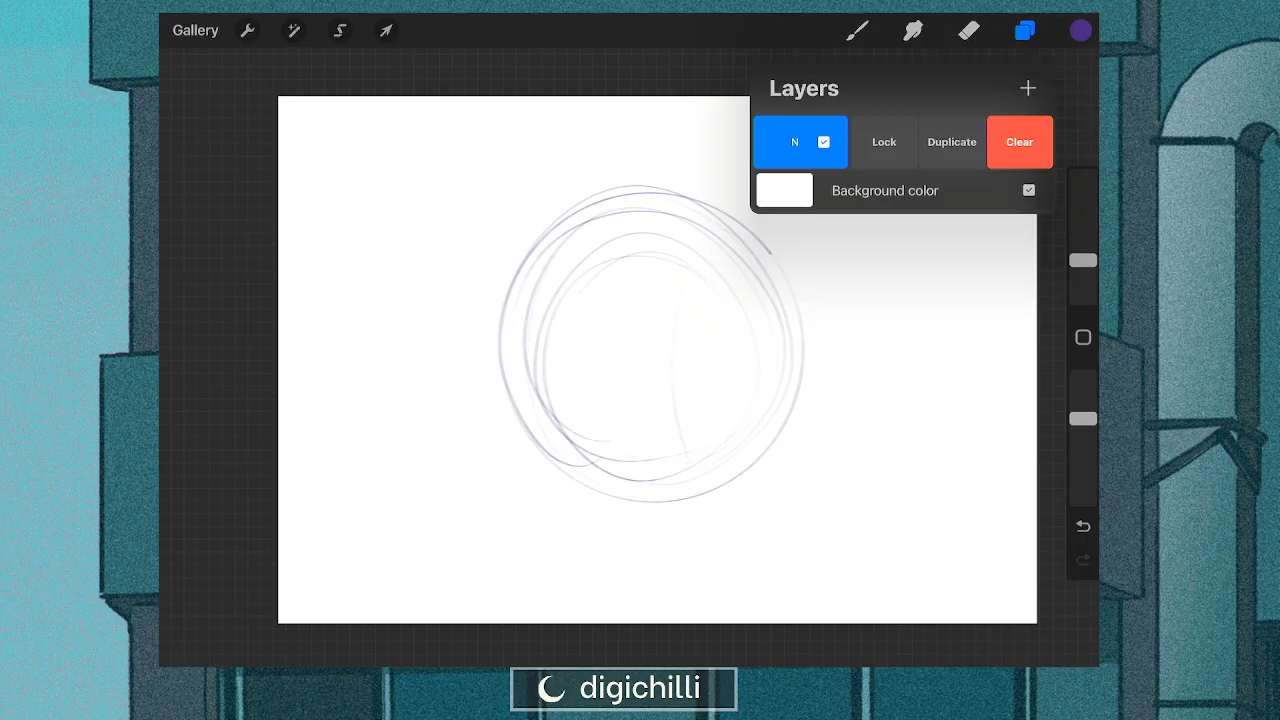 Gallery
Layers
N Lock Duplicate Clear
Background color
digichilli